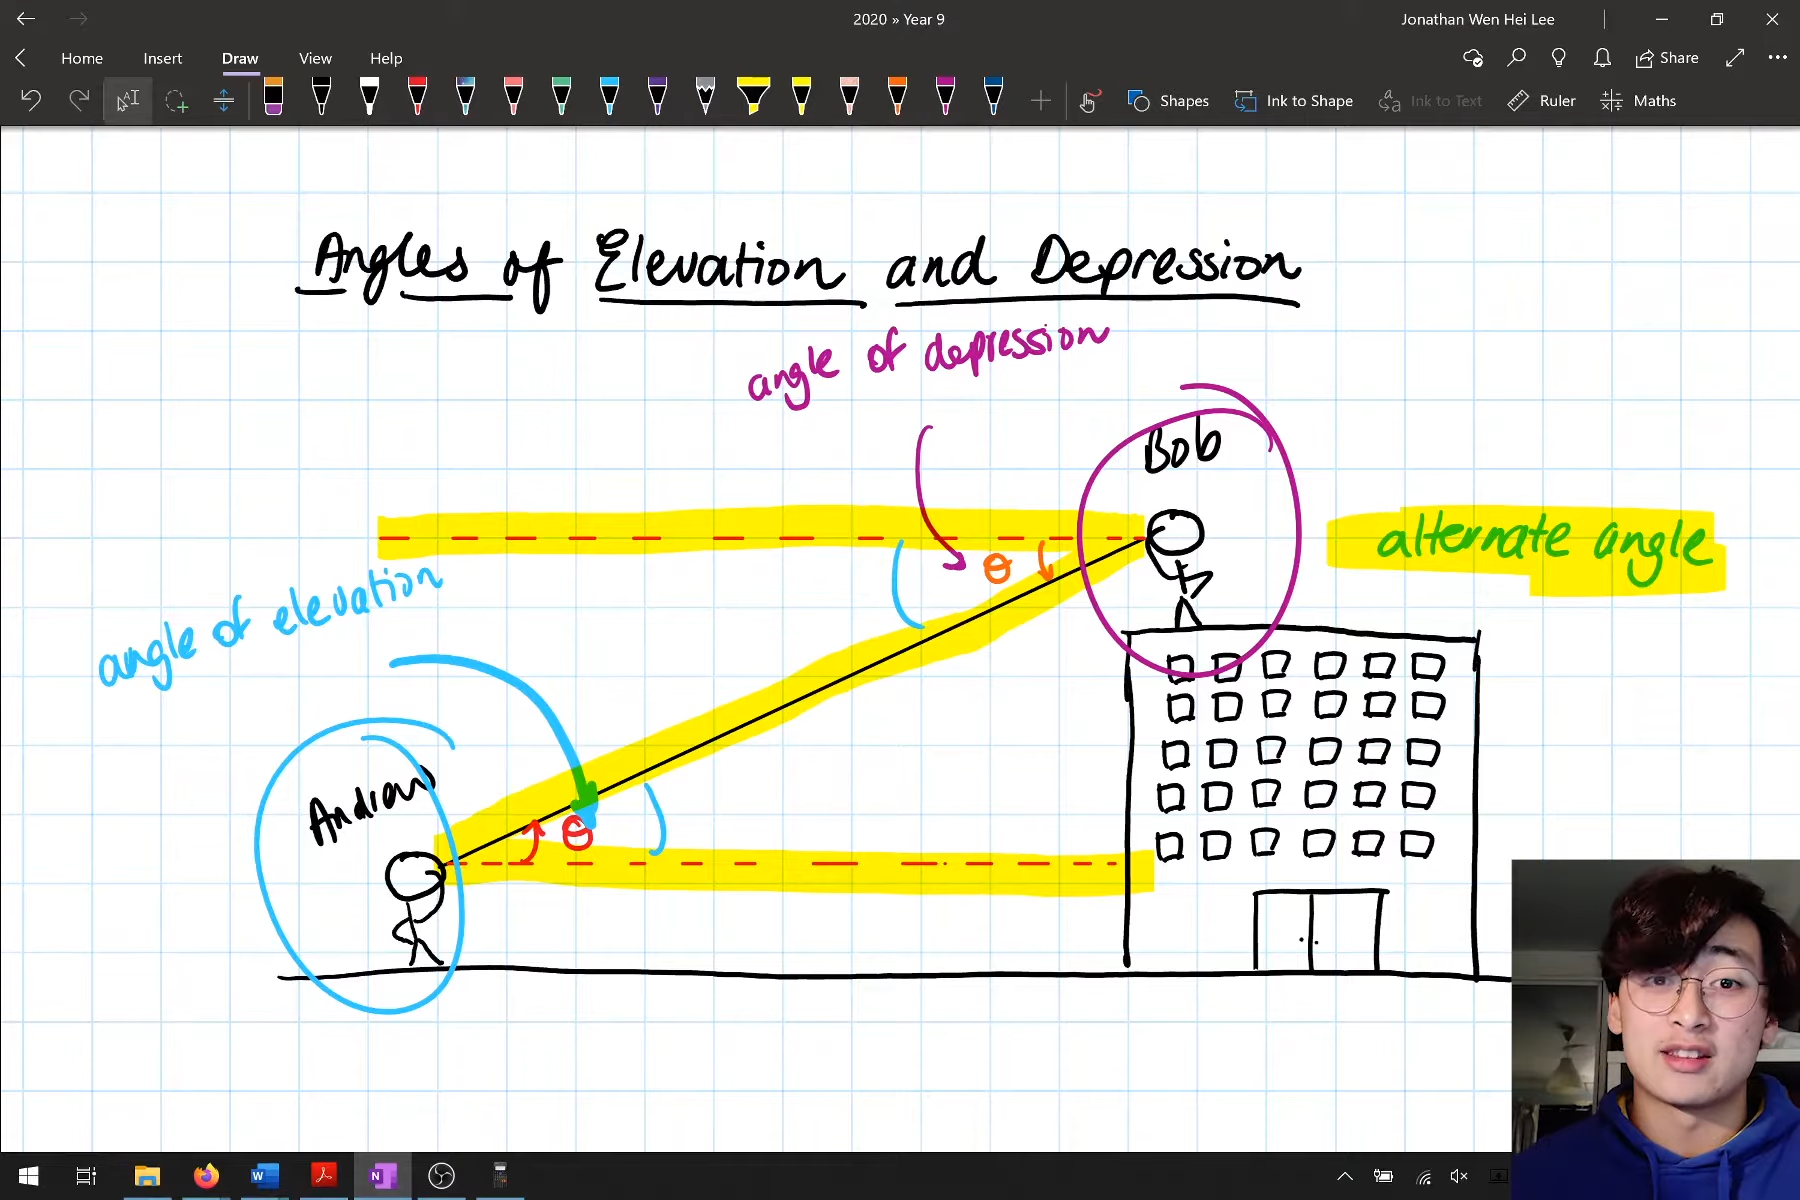 2020 » Year 9
Jonathan Wen Hei Lee
Home Insert Draw View Help
Share
Shapes Ink to Shape Ink to Text Ruler Maths
Angles of Elevation and Depression
angle of depression
Bob
alternate angle
θ
angle of elevation
Andrew
θ